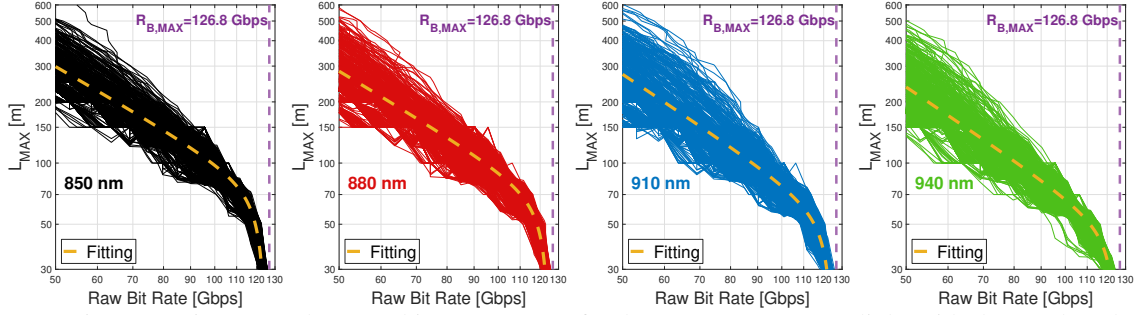 600
R_B,MAX=126.8 Gbps
400
300
200
150
L_MAX [m]
100
850 nm
70
50
Fitting
30
50 60 70 80 90 100 110 120 130
Raw Bit Rate [Gbps]
600
R_B,MAX=126.8 Gbps
400
300
200
150
L_MAX [m]
100
880 nm
70
50
Fitting
30
50 60 70 80 90 100 110 120 130
Raw Bit Rate [Gbps]
600
R_B,MAX=126.8 Gbps
400
300
200
150
L_MAX [m]
100
910 nm
70
50
Fitting
30
50 60 70 80 90 100 110 120 130
Raw Bit Rate [Gbps]
600
R_B,MAX=126.8 Gbps
400
300
200
150
L_MAX [m]
100
940 nm
70
50
Fitting
30
50 60 70 80 90 100 110 120 130
Raw Bit Rate [Gbps]